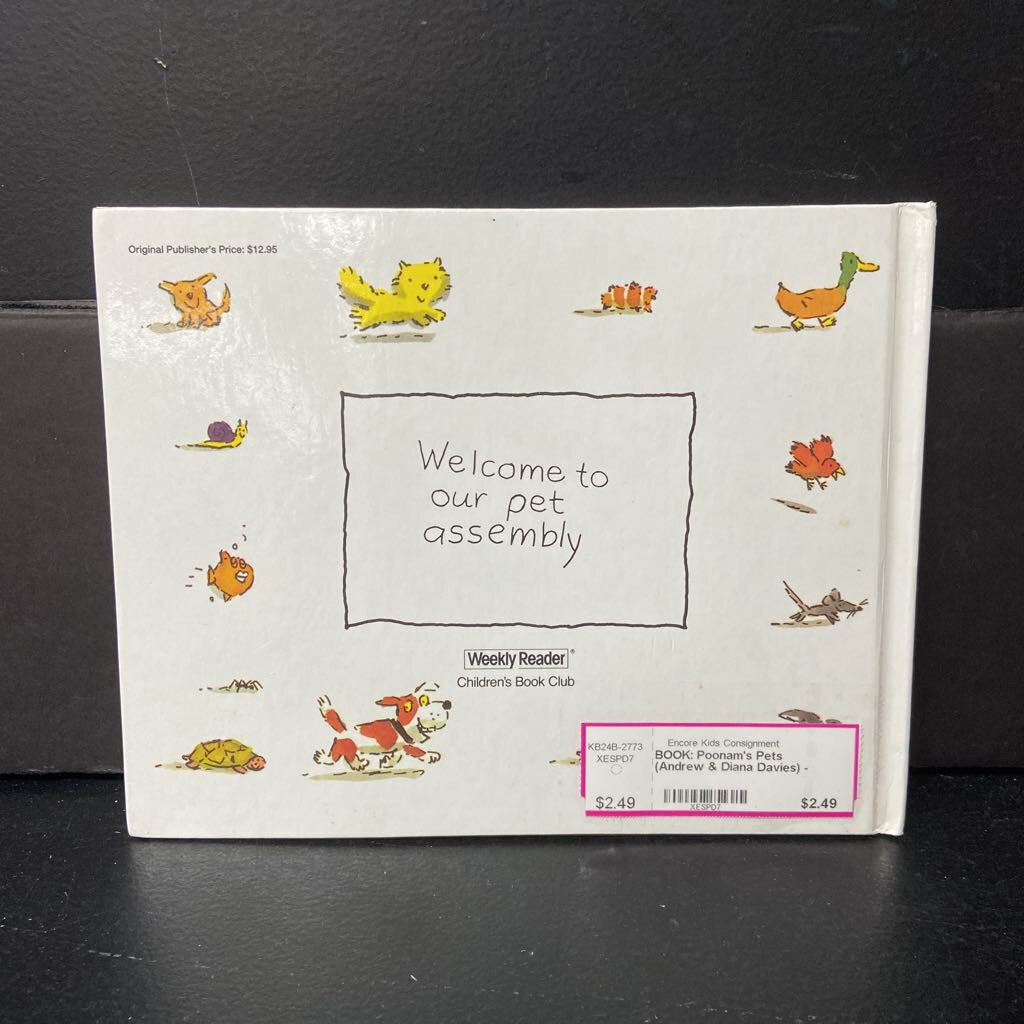 Original Publisher's Price: $12.95
Welcome to
our pet
assembly
Weekly Reader®
Children's Book Club
KB24B-2773
XESPD7
$2.49
Encore Kids Consignment
BOOK: Poonam's Pets
(Andrew & Diana Davies) -
XESPD7
$2.49